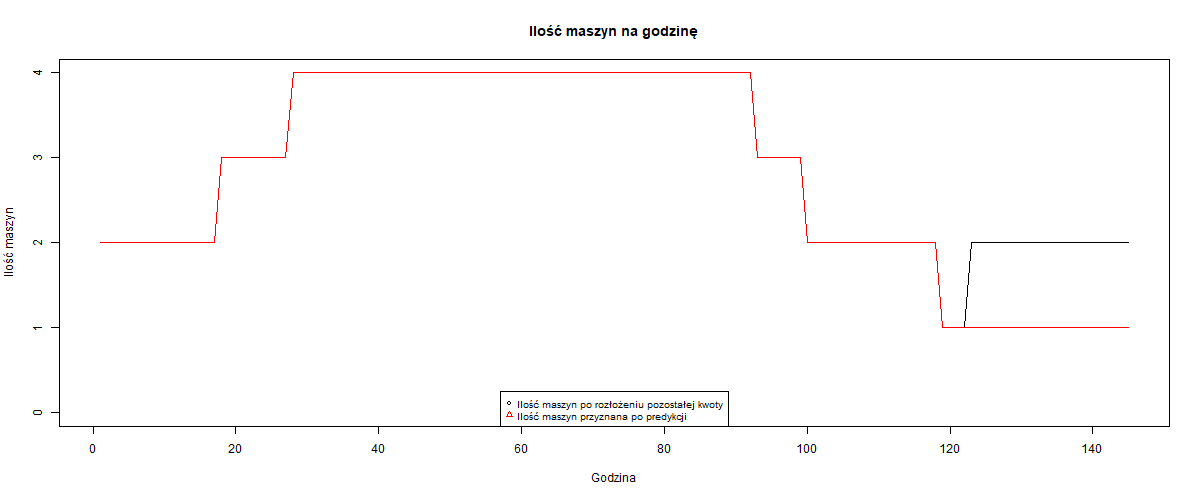 Ilość maszyn na godzinę
Ilość maszyn
4
3
2
1
0
Ilość maszyn po rozłożeniu pozostałej kwoty
Ilość maszyn przyznana po predykcji
0 20 40 60 80 100 120 140
Godzina